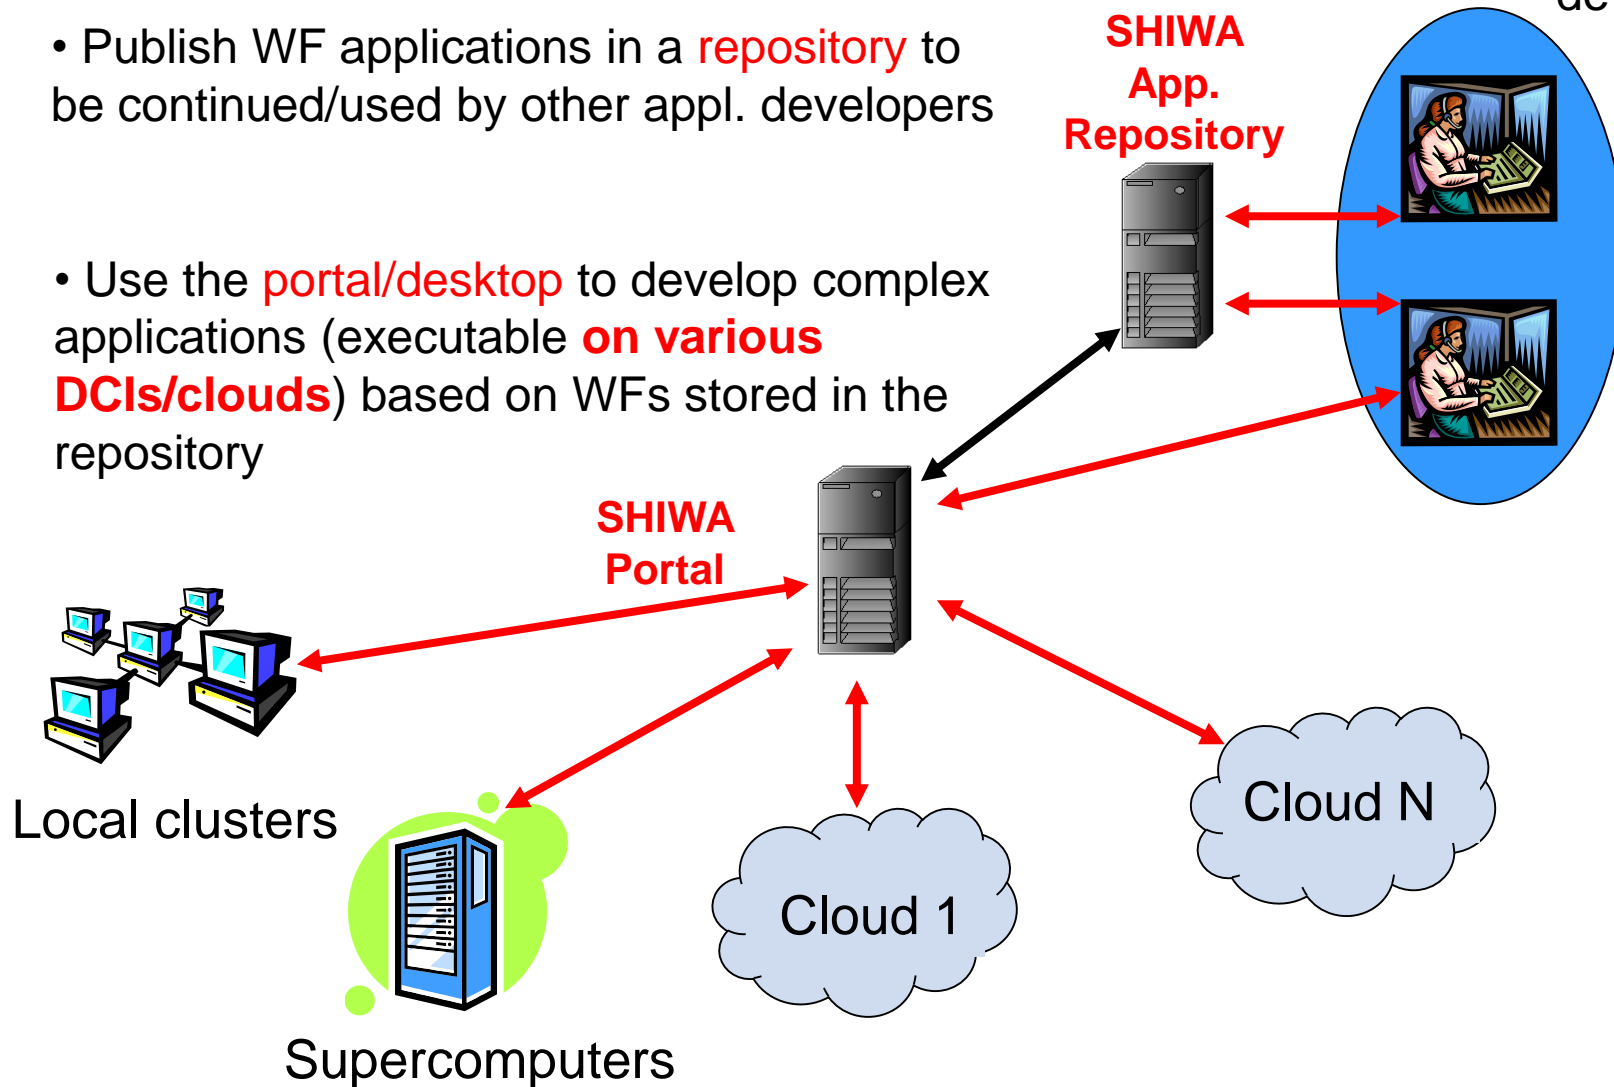 • Publish WF applications in a repository to
be continued/used by other appl. developers
SHIWA
App.
Repository
• Use the portal/desktop to develop complex
applications (executable on various
DCIs/clouds) based on WFs stored in the
repository
SHIWA
Portal
Local clusters
Supercomputers
Cloud 1
Cloud N